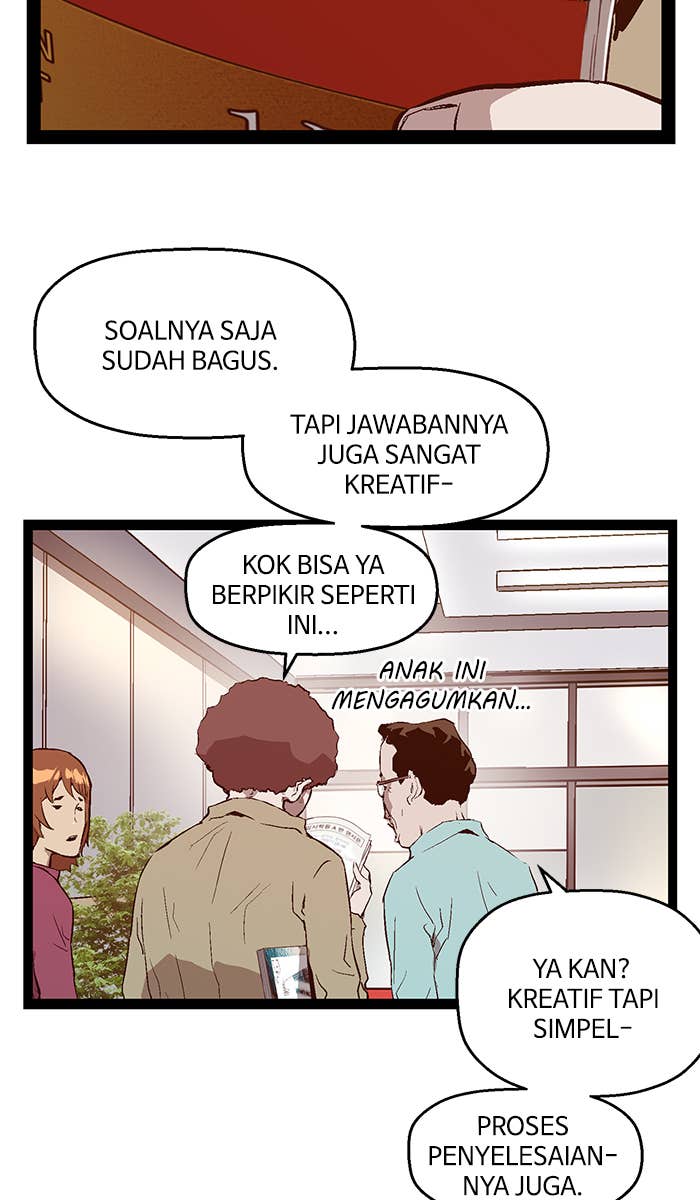 SOALNYA SAJA
SUDAH BAGUS.
TAPI JAWABANNYA
JUGA SANGAT
KREATIF-
KOK BISA YA
BERPIKIR SEPERTI
INI...
ANAK INI
MENGAGUMKAN...
YA KAN?
KREATIF TAPI
SIMPEL-
PROSES
PENYELESAIAN-
NYA JUGA.